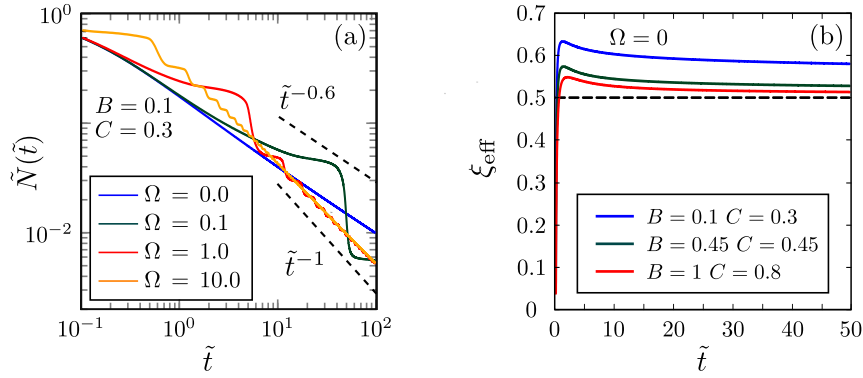 10^0
(a)
t̃^{-0.6}
B = 0.1
C = 0.3
Ñ(t̃)
Ω = 0.0
Ω = 0.1
Ω = 1.0
Ω = 10.0
t̃^{-1}
10^{-2}
10^{-1} 10^0 10^1 10^2
t̃
0.7
Ω = 0
(b)
0.6
0.5
ξ_eff
0.4
0.3
0.2
0.1
0
B = 0.1 C = 0.3
B = 0.45 C = 0.45
B = 1 C = 0.8
0 10 20 30 40 50
t̃